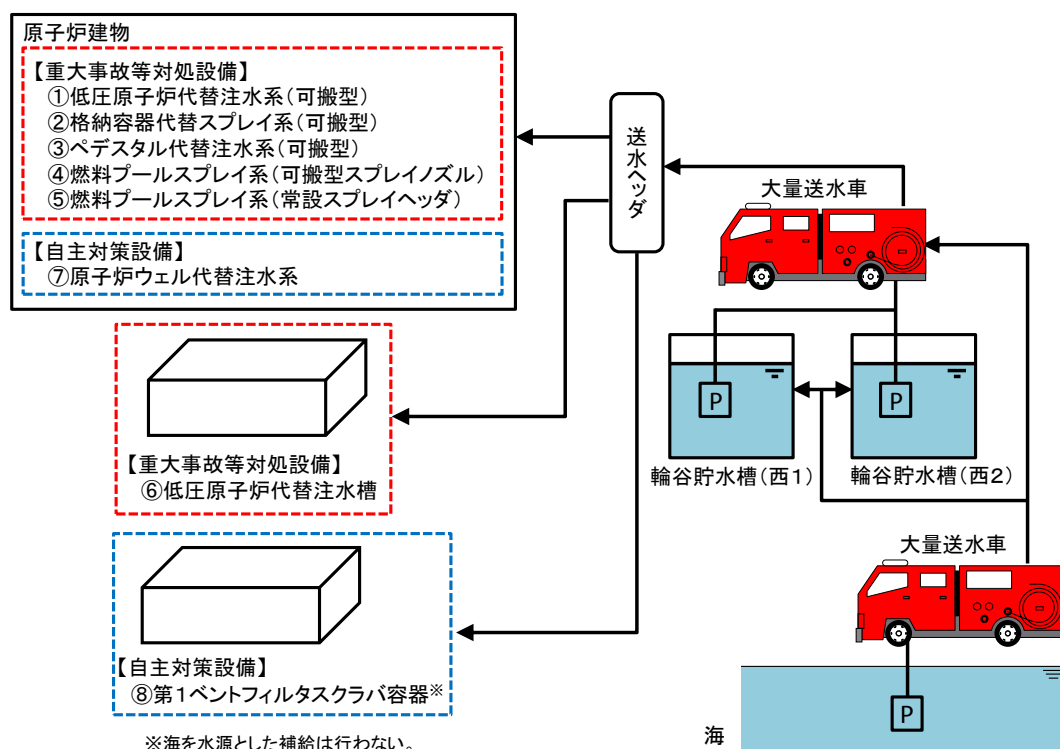 原子炉建物
【重大事故等対処設備】
①低圧原子炉代替注水系(可搬型)
②格納容器代替スプレイ系(可搬型)
③ペデスタル代替注水系(可搬型)
④燃料プールスプレイ系(可搬型スプレイノズル)
⑤燃料プールスプレイ系(常設スプレイヘッダ)
【自主対策設備】
⑦原子炉ウェル代替注水系
送水ヘッダ
大量送水車
P
P
輪谷貯水槽(西1)
輪谷貯水槽(西2)
【重大事故等対処設備】
⑥低圧原子炉代替注水槽
大量送水車
【自主対策設備】
⑧第1ベントフィルタスクラバ容器※
P
海
※海を水源とした補給は行わない。